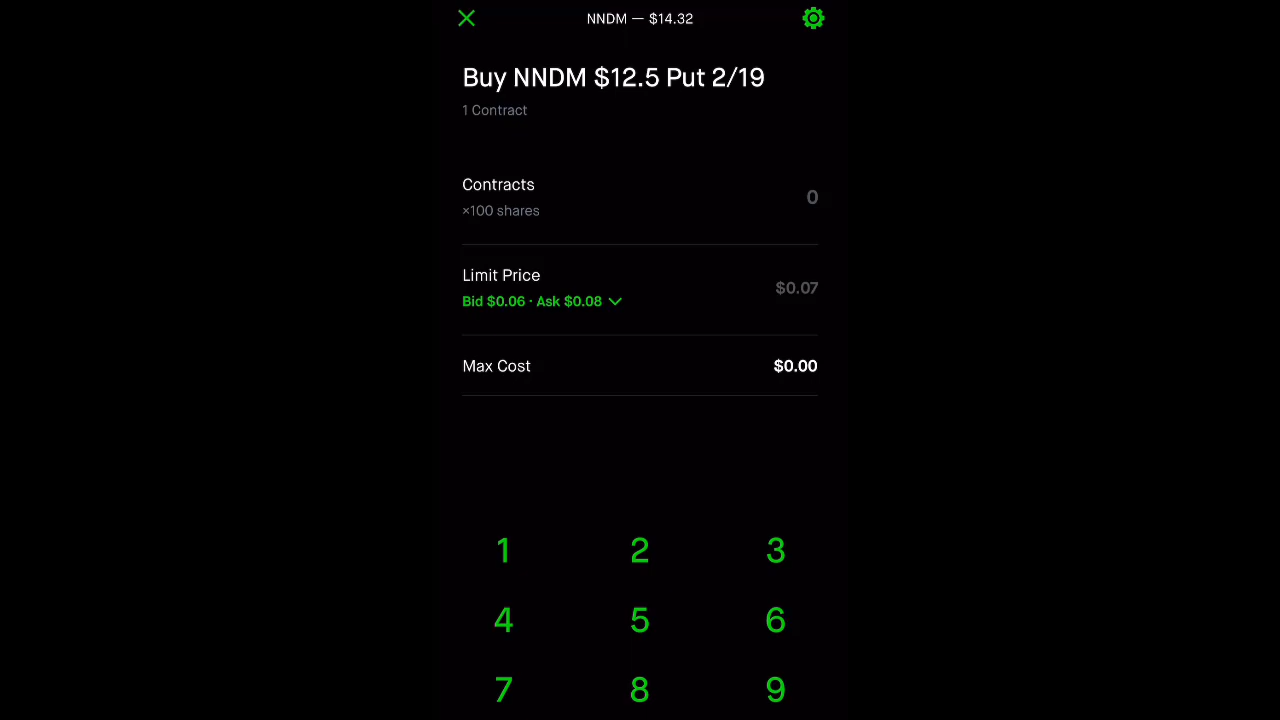 NNDM — $14.32
Buy NNDM $12.5 Put 2/19
1 Contract
Contracts
0
×100 shares
Limit Price
$0.07
Bid $0.06 · Ask $0.08
Max Cost
$0.00
1 2 3
4 5 6
7 8 9